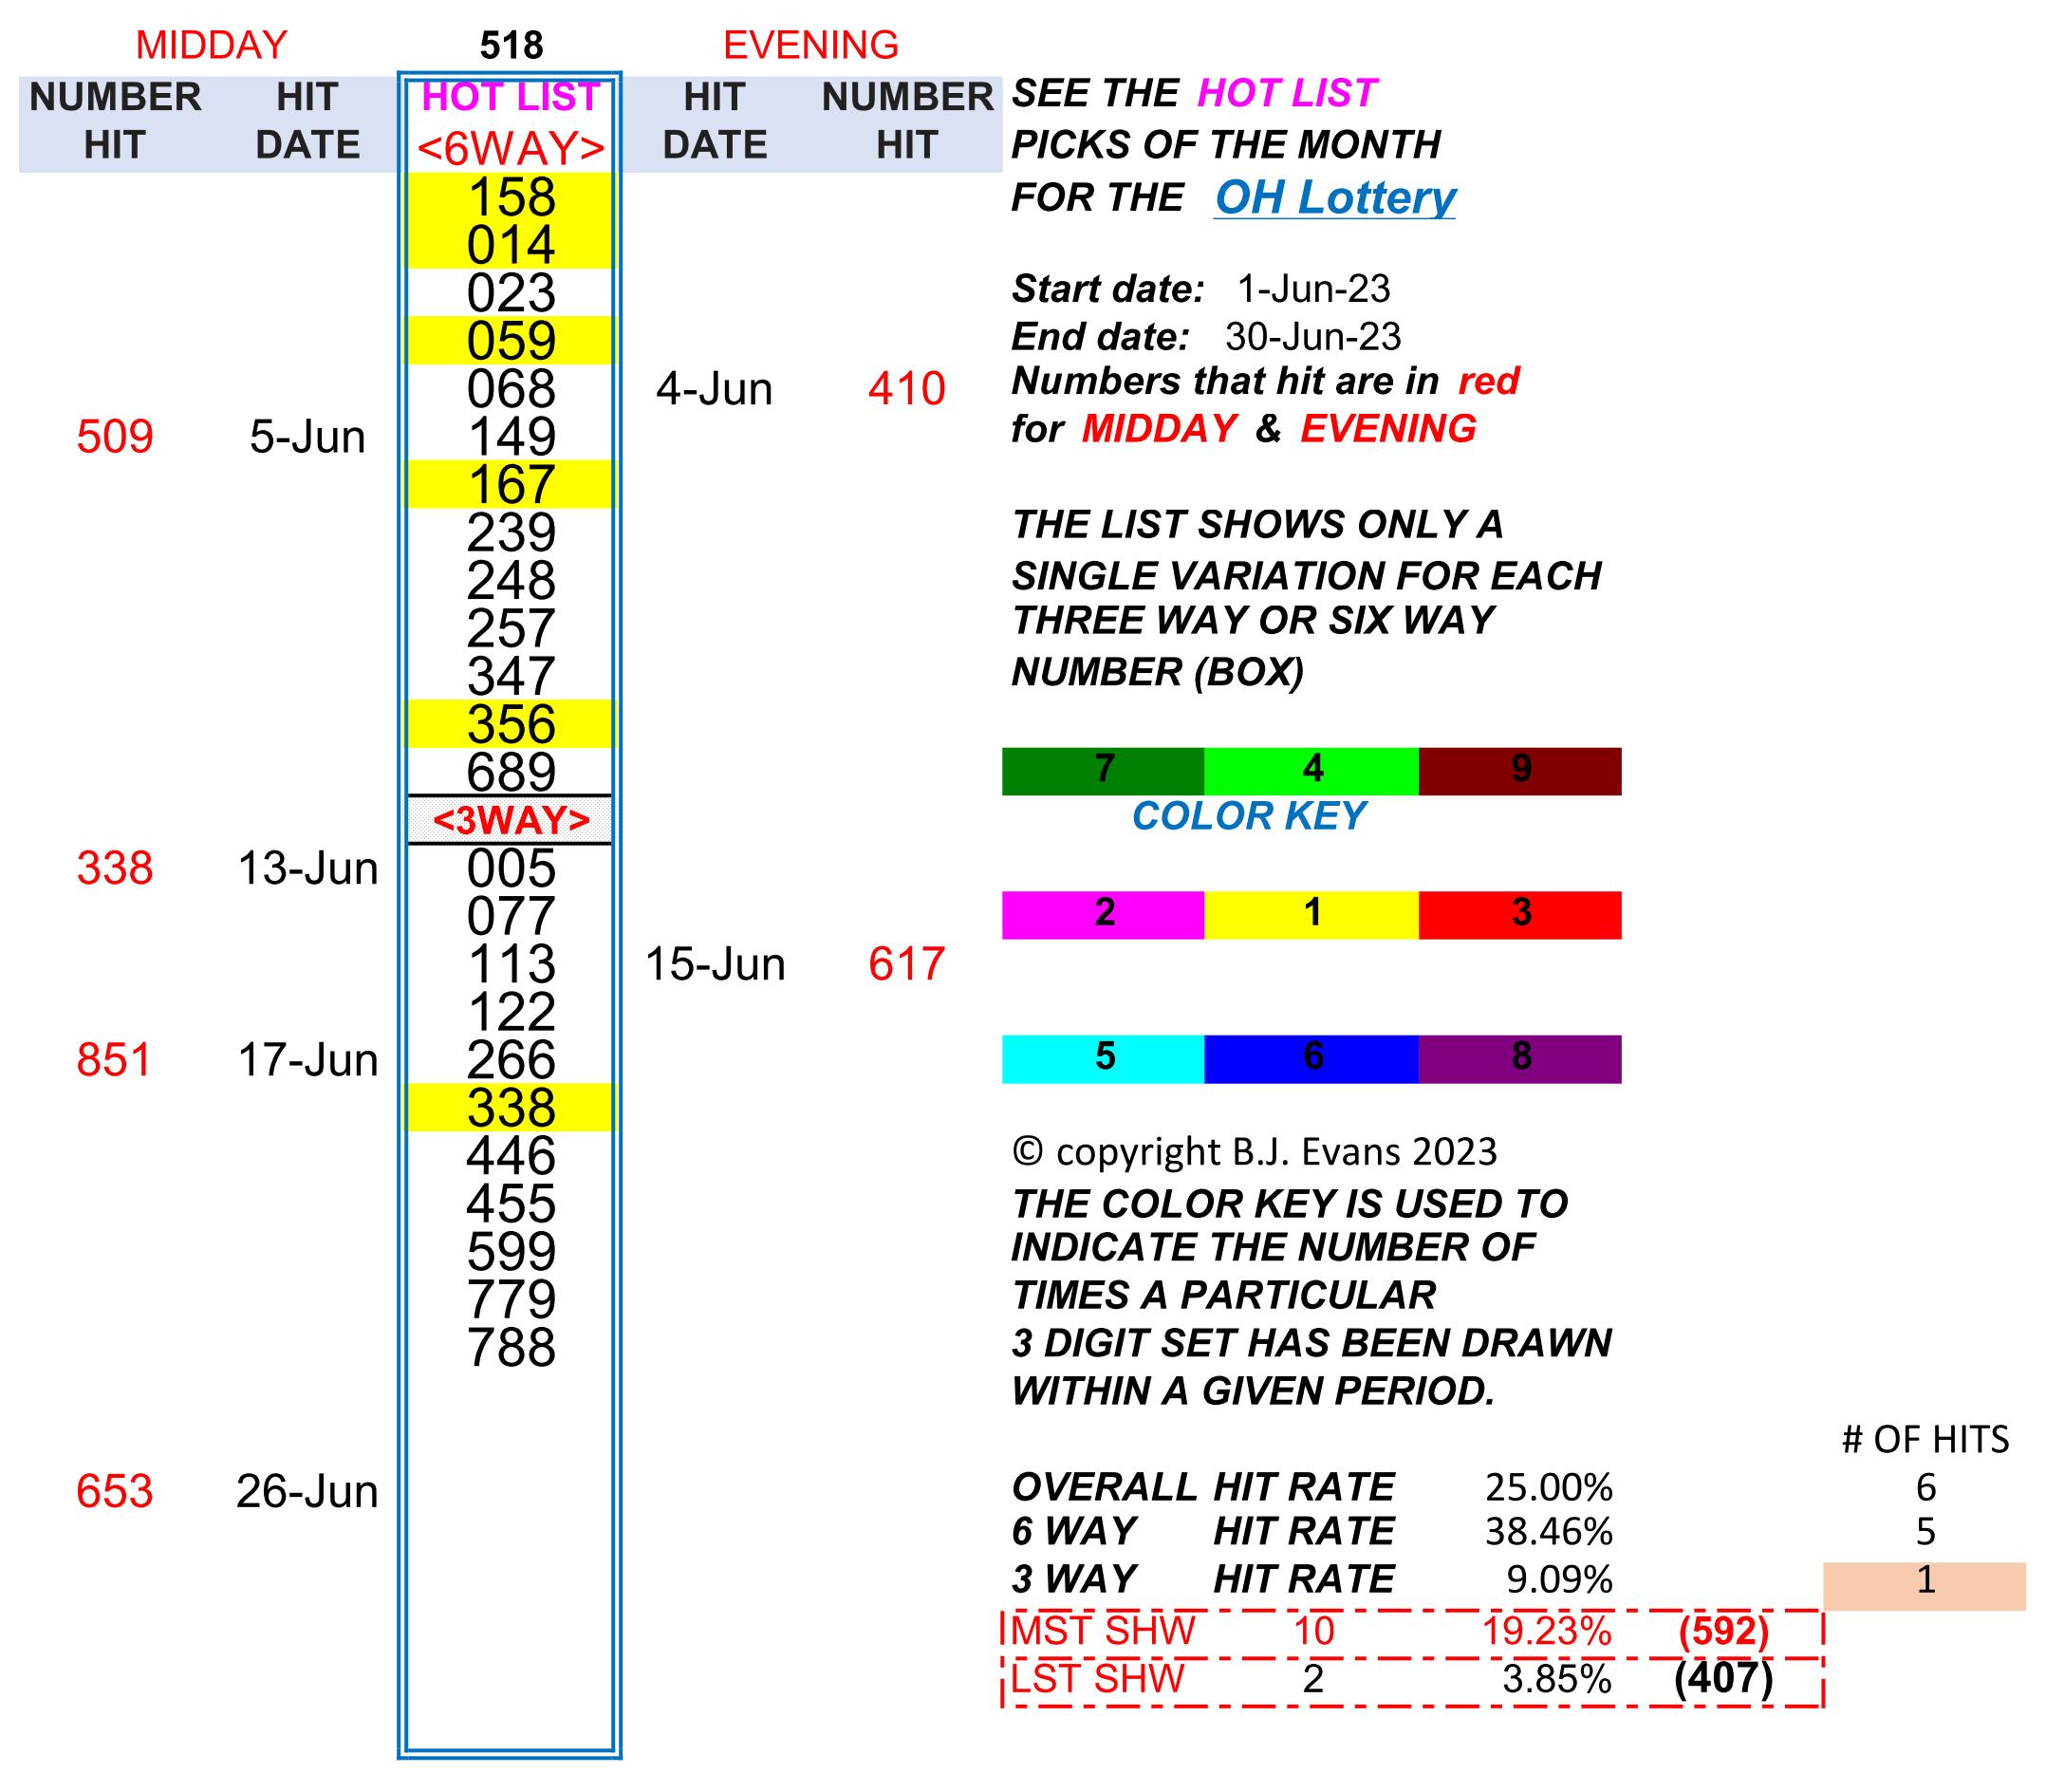 MIDDAY 518 EVENING
NUMBER HIT HOT LIST HIT NUMBER SEE THE HOT LIST
HIT DATE <6WAY> DATE HIT PICKS OF THE MONTH
158 FOR THE OH Lottery
014
023 Start date: 1-Jun-23
059 End date: 30-Jun-23
068 4-Jun 410 Numbers that hit are in red
509 5-Jun 149 for MIDDAY & EVENING
167
239 THE LIST SHOWS ONLY A
248 SINGLE VARIATION FOR EACH
257 THREE WAY OR SIX WAY
347 NUMBER (BOX)
356
689 7 4 9
<3WAY> COLOR KEY
338 13-Jun 005
077 2 1 3
113 15-Jun 617
122
851 17-Jun 266 5 6 8
338
446 © copyright B.J. Evans 2023
455 THE COLOR KEY IS USED TO
599 INDICATE THE NUMBER OF
779 TIMES A PARTICULAR
788 3 DIGIT SET HAS BEEN DRAWN
WITHIN A GIVEN PERIOD.
# OF HITS
653 26-Jun OVERALL HIT RATE 25.00% 6
6 WAY HIT RATE 38.46% 5
3 WAY HIT RATE 9.09% 1
MST SHW 10 19.23% (592)
LST SHW 2 3.85% (407)